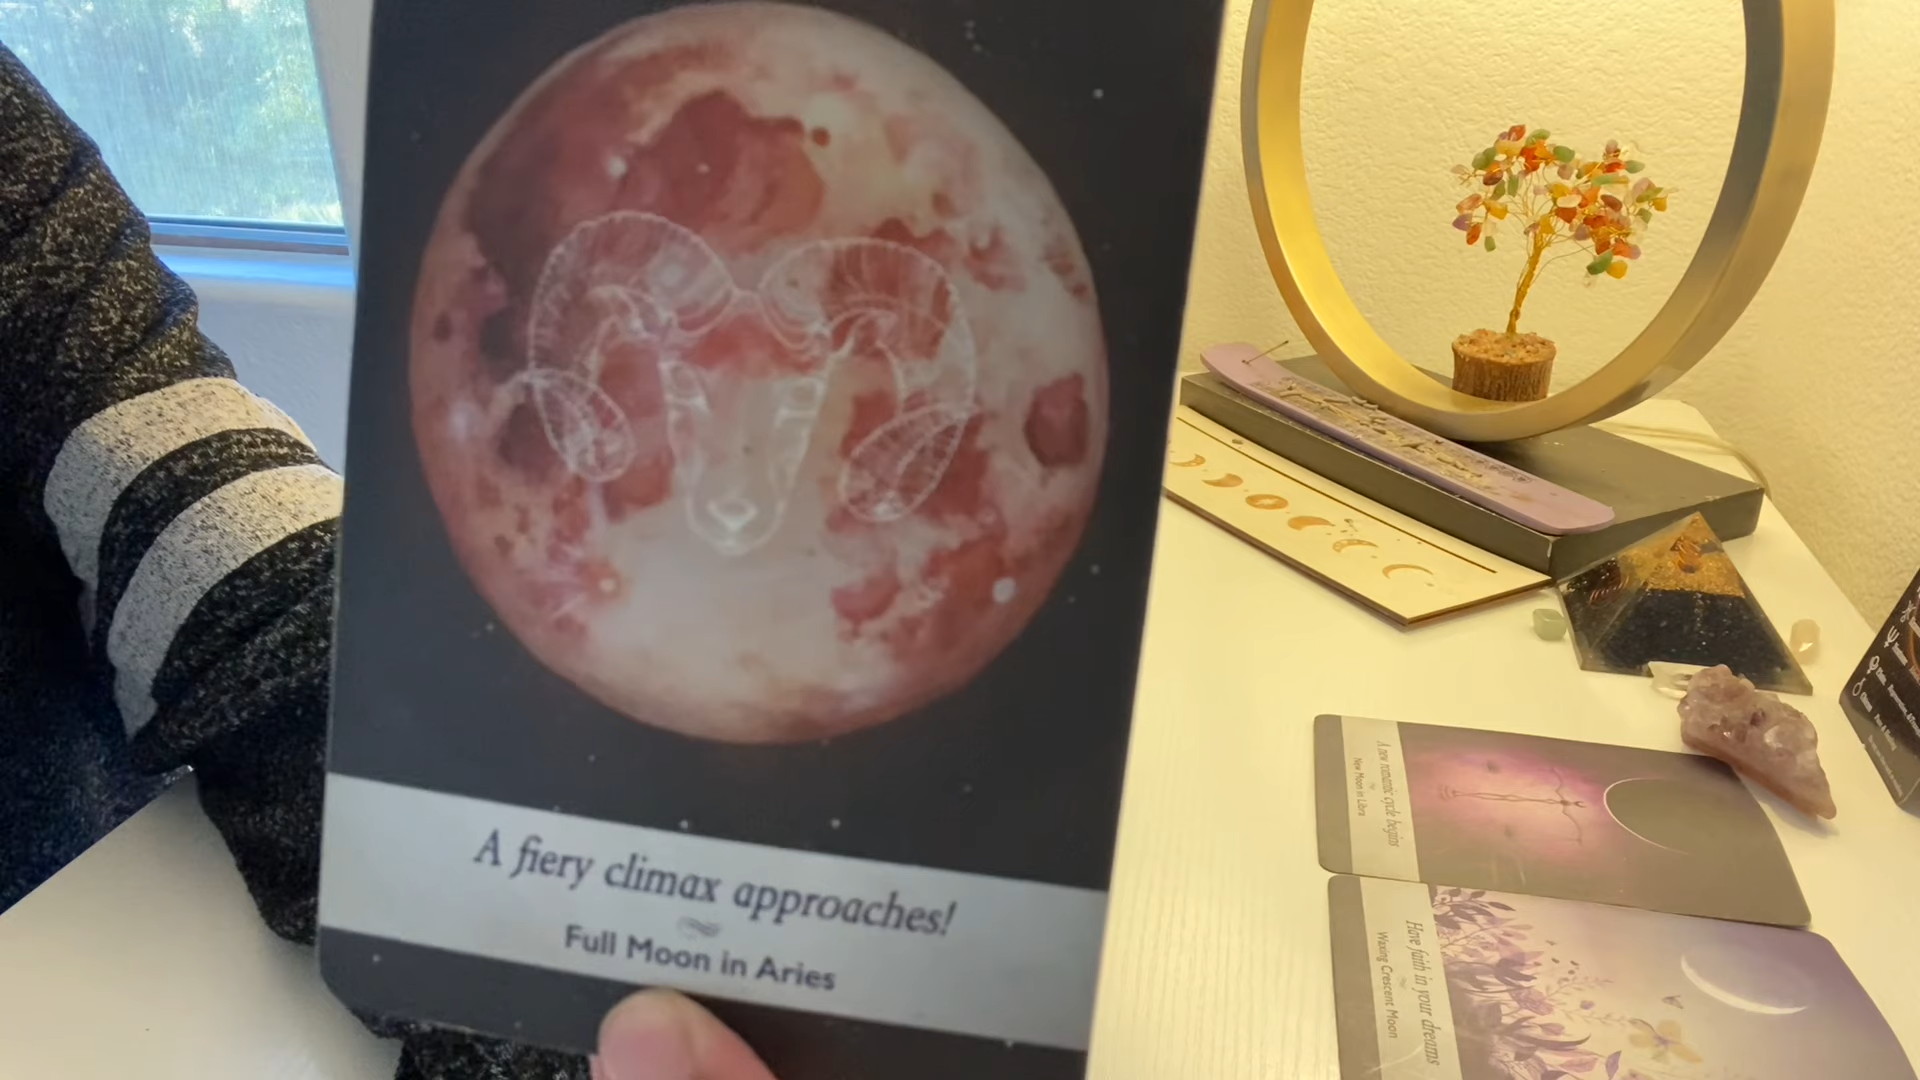 A fiery climax approaches!
Full Moon in Aries
A new romantic cycle begins
New Moon in Libra
Have faith in your dreams
Waxing Crescent Moon